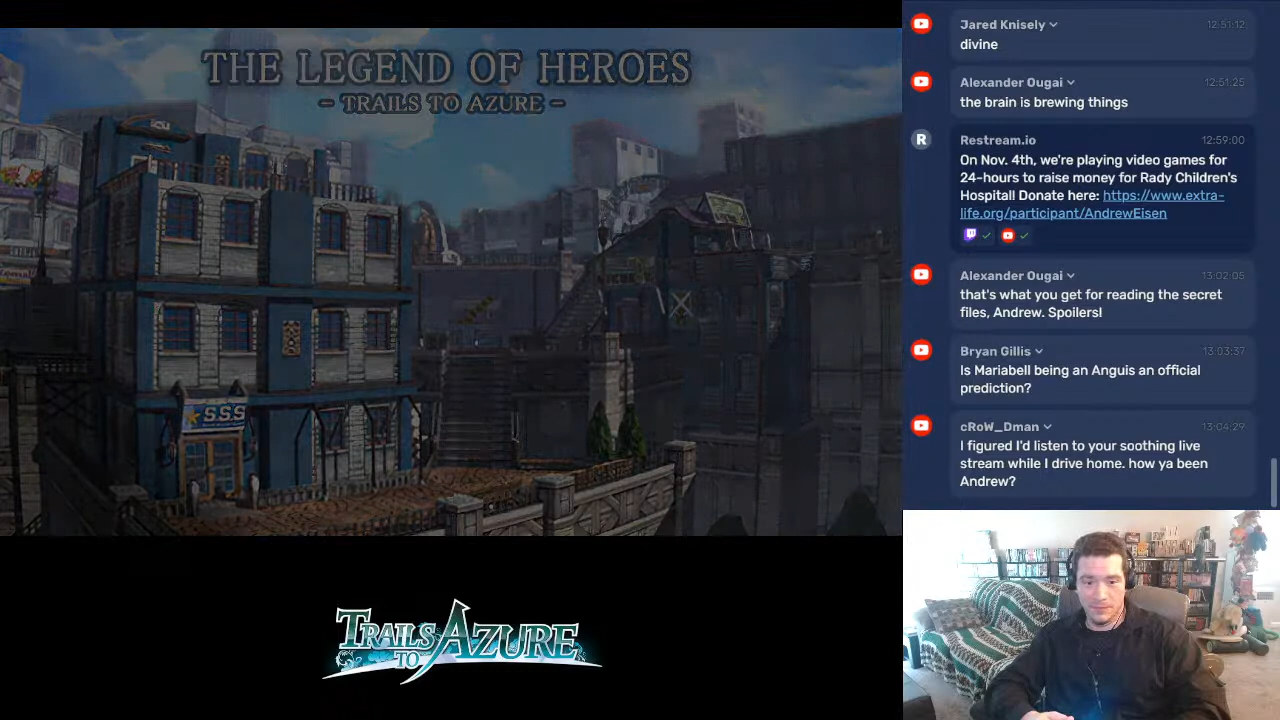 THE LEGEND OF HEROES
- TRAILS TO AZURE -
S.S.S
TRAILS
TO AZURE
Jared Knisely
12:51:12
divine
Alexander Ougai
12:51:25
the brain is brewing things
R
Restream.io
12:59:00
On Nov. 4th, we're playing video games for
24-hours to raise money for Rady Children's
Hospitall Donate here: https://www.extra-
life.org/participant/AndrewEisen
Alexander Ougai
13:02:05
that's what you get for reading the secret
files, Andrew. Spoilers!
Bryan Gillis
13:03:37
Is Mariabell being an Anguis an official
prediction?
cRoW_Dman
13:04:29
I figured I'd listen to your soothing live
stream while I drive home. how ya been
Andrew?